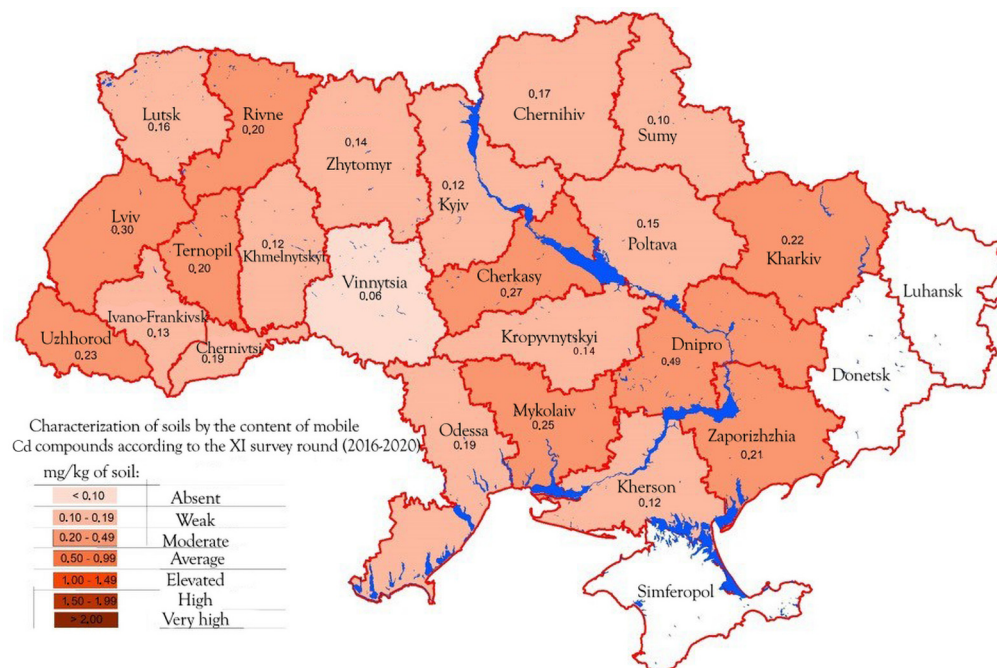 0,17
Chernihiv
Lutsk
0,16
Rivne
0,20
0,10
Sumy
0,14
Zhytomyr
0,12
Kyiv
Lviv
0,30
Ternopil
0,20
0,12
Khmelnytskyi
0,15
Poltava
0,22
Kharkiv
Vinnytsia
0,06
Cherkasy
0,27
Luhansk
Ivano-Frankivsk
0,13
Uzhhorod
0,23
Chernivtsi
0,19
Kropyvnytskyi
0,14
Dnipro
0,49
Donetsk
Mykolaiv
0,25
Odessa
0,19
Zaporizhzhia
0,21
Kherson
0,12
Simferopol
Characterization of soils by the content of mobile
Cd compounds according to the XI survey round (2016-2020)
mg/kg of soil:
< 0.10 Absent
0.10 - 0.19 Weak
0.20 - 0.49 Moderate
0.50 - 0.99 Average
1.00 - 1.49 Elevated
1.50 - 1.99 High
> 2.00 Very high